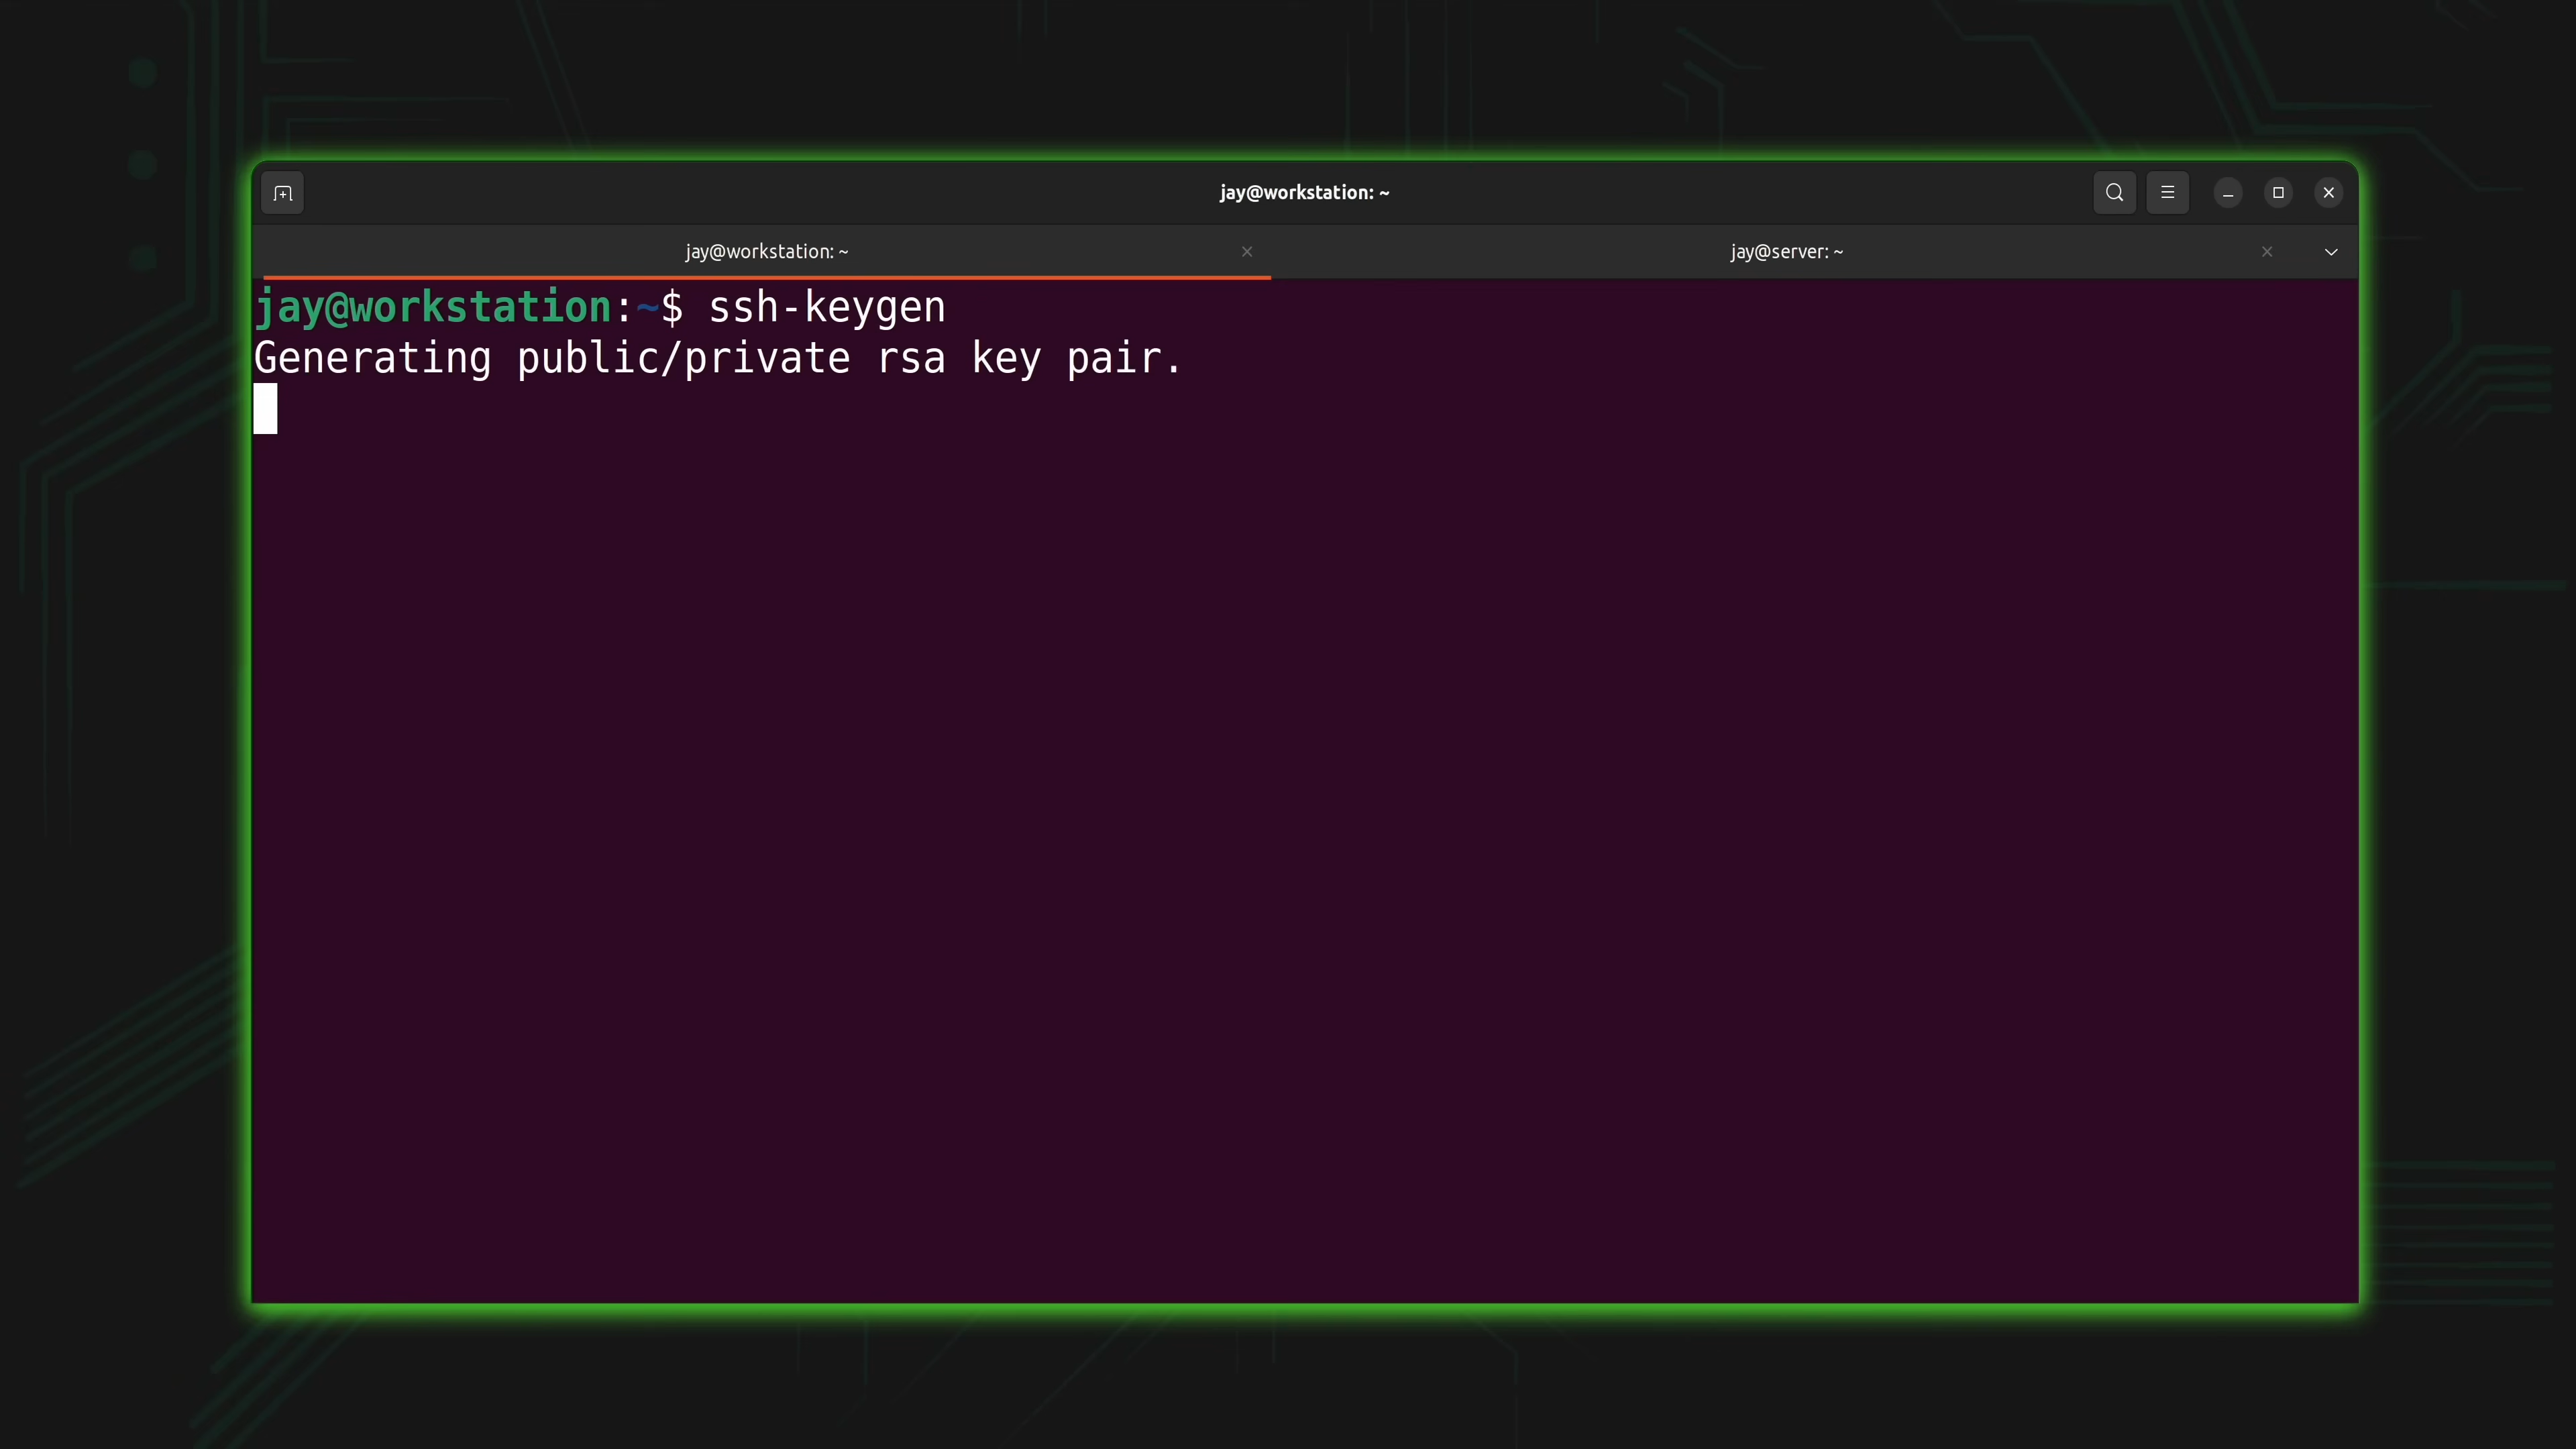 jay@workstation: ~
jay@workstation: ~
jay@server: ~
jay@workstation:~$ ssh-keygen
Generating public/private rsa key pair.